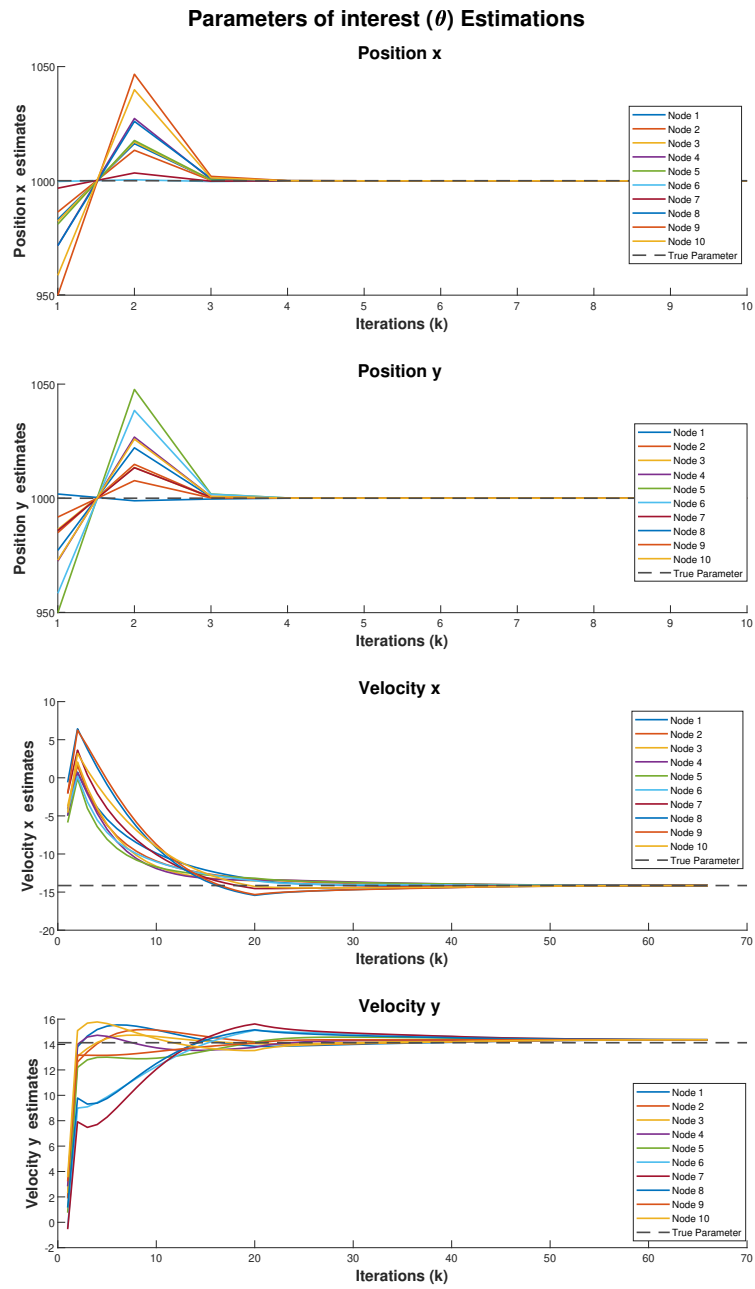 Parameters of interest (θ) Estimations
Position x
1050
1000
950
Position x estimates
1 2 3 4 5 6 7 8 9 10
Iterations (k)
Node 1
Node 2
Node 3
Node 4
Node 5
Node 6
Node 7
Node 8
Node 9
Node 10
True Parameter
Position y
1050
1000
950
Position y estimates
1 2 3 4 5 6 7 8 9 10
Iterations (k)
Node 1
Node 2
Node 3
Node 4
Node 5
Node 6
Node 7
Node 8
Node 9
Node 10
True Parameter
Velocity x
10
5
0
-5
-10
-15
-20
Velocity x estimates
0 10 20 30 40 50 60 70
Iterations (k)
Node 1
Node 2
Node 3
Node 4
Node 5
Node 6
Node 7
Node 8
Node 9
Node 10
True Parameter
Velocity y
16
14
12
10
8
6
4
2
0
-2
Velocity y estimates
0 10 20 30 40 50 60 70
Iterations (k)
Node 1
Node 2
Node 3
Node 4
Node 5
Node 6
Node 7
Node 8
Node 9
Node 10
True Parameter